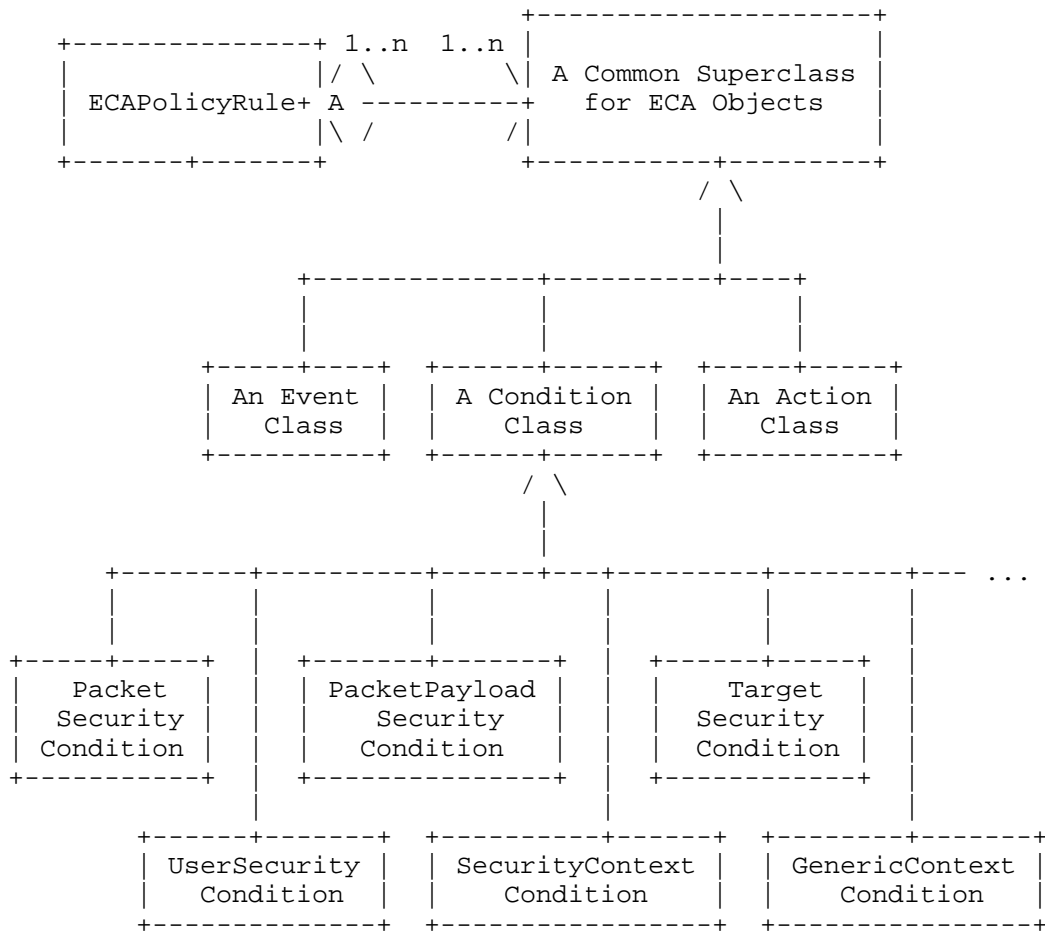 1..n 1..n
A Common Superclass
ECAPolicyRule A for ECA Objects
An Event A Condition An Action
Class Class Class
...
Packet PacketPayload Target
Security Security Security
Condition Condition Condition
UserSecurity SecurityContext GenericContext
Condition Condition Condition